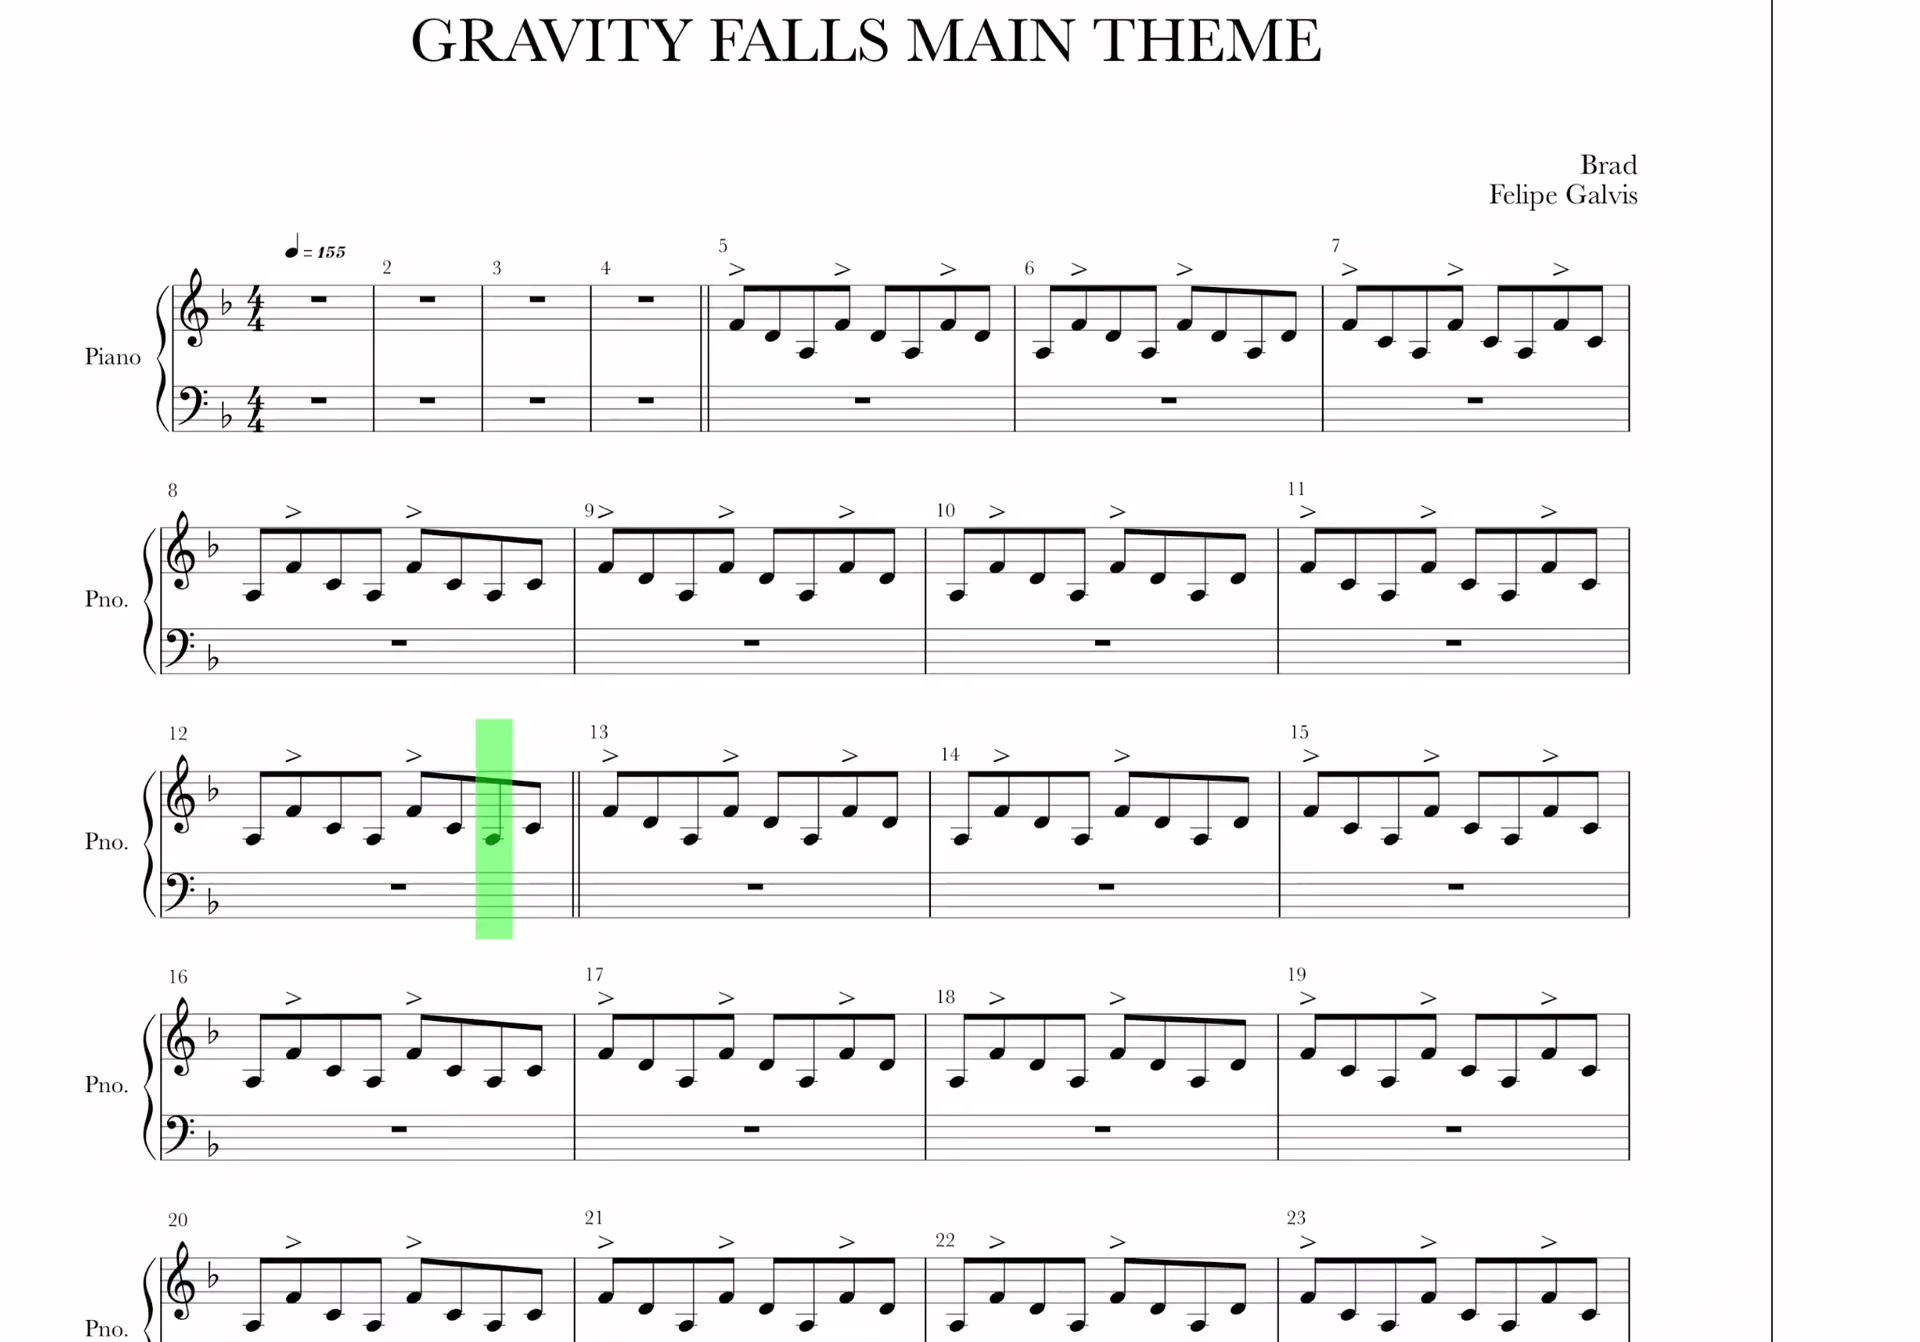 GRAVITY FALLS MAIN THEME
Brad
Felipe Galvis
= 155
2 3 4 5 6 7
Piano
8 9 10 11
Pno.
12 13 14 15
Pno.
16 17 18 19
Pno.
20 21 22 23
Pno.